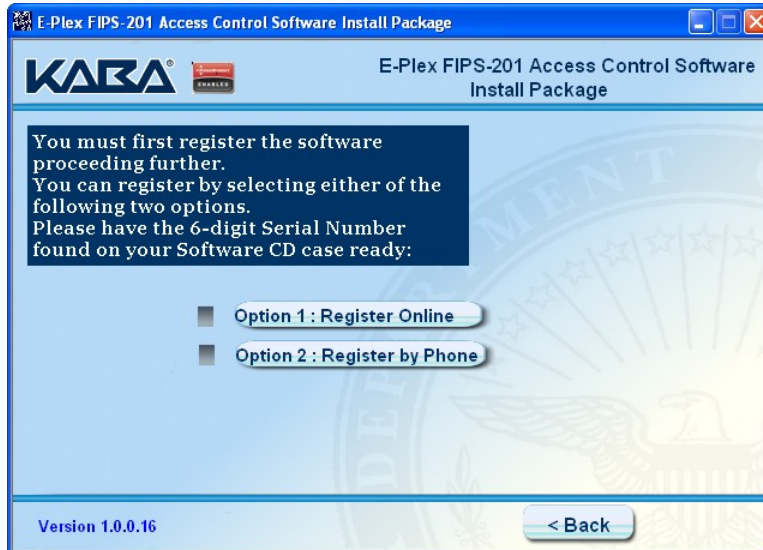 E-Plex FIPS-201 Access Control Software Install Package
KABA®
ENABLED
E-Plex FIPS-201 Access Control Software
Install Package
You must first register the software
proceeding further.
You can register by selecting either of the
following two options.
Please have the 6-digit Serial Number
found on your Software CD case ready:
DEPARTMENT
Option 1 : Register Online
Option 2 : Register by Phone
Version 1.0.0.16
< Back